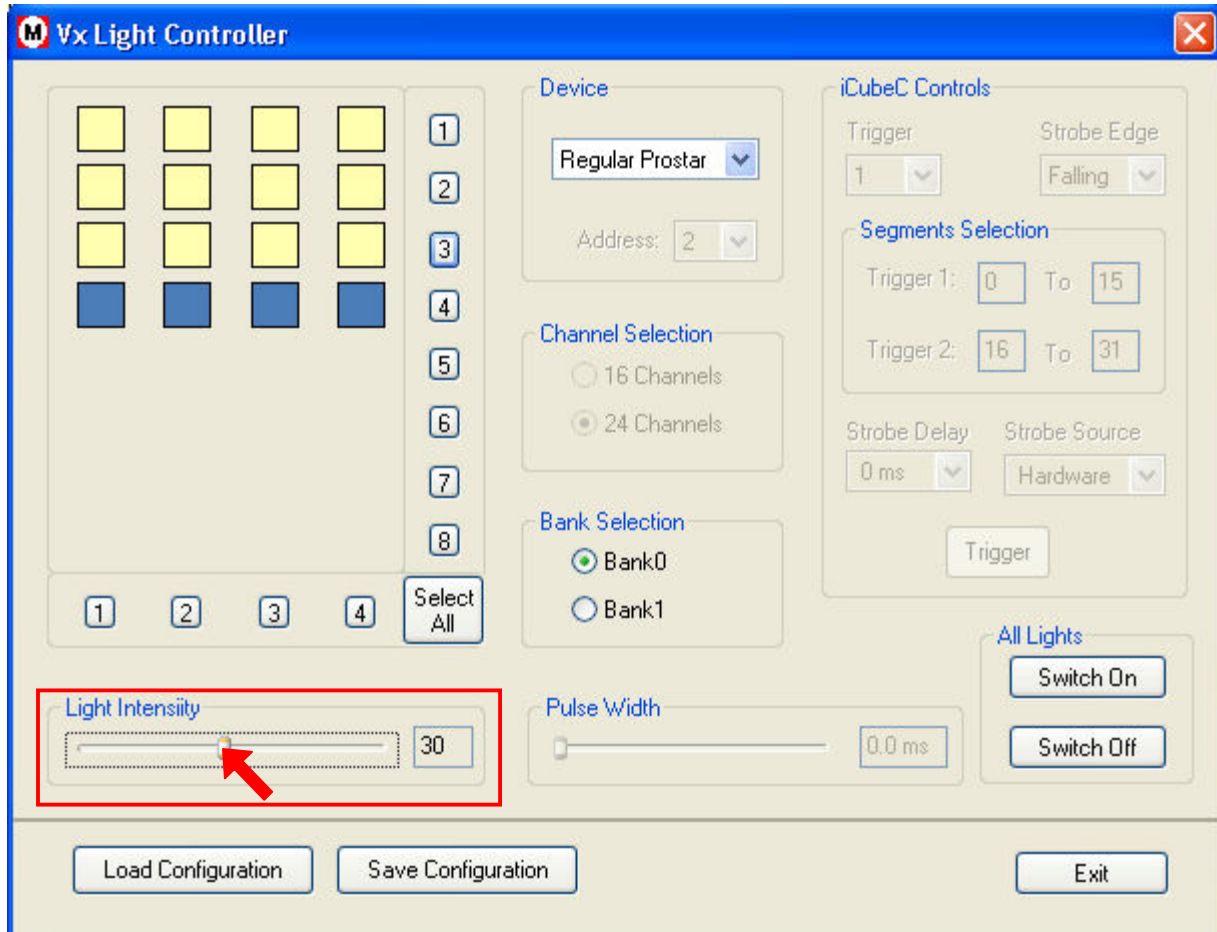 M Vx Light Controller
1
2
3
4
5
6
7
8
1 2 3 4 Select All
Device
Regular Prostar
Address: 2
Channel Selection
16 Channels
24 Channels
Bank Selection
Bank0
Bank1
iCubeC Controls
Trigger Strobe Edge
1 Falling
Segments Selection
Trigger 1: 0 To 15
Trigger 2: 16 To 31
Strobe Delay Strobe Source
0 ms Hardware
Trigger
All Lights
Switch On
Switch Off
Light Intensiity
30
Pulse Width
0.0 ms
Load Configuration Save Configuration Exit